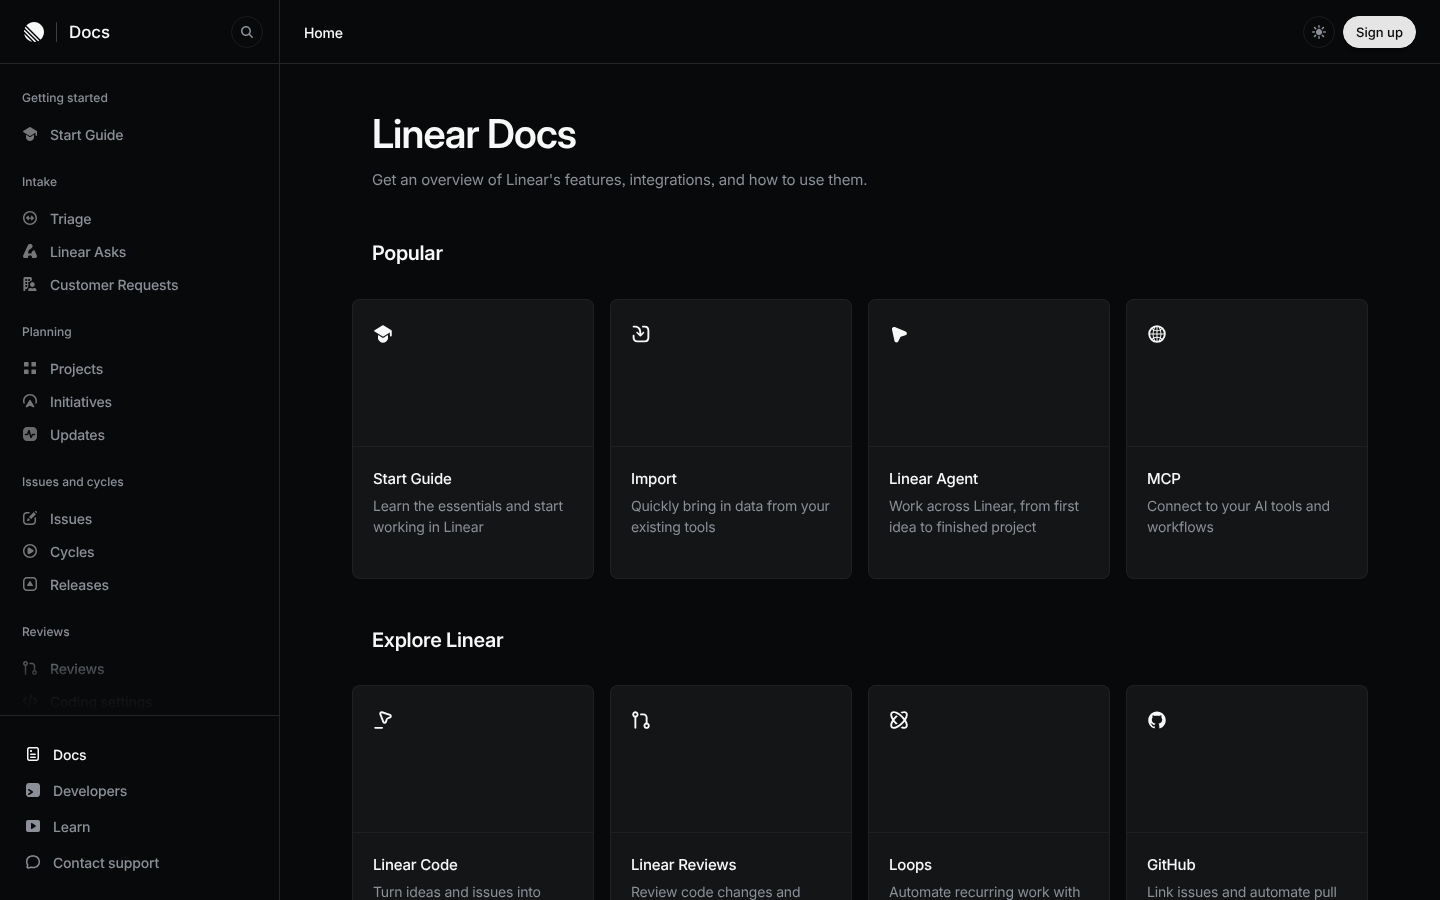 Docs
Home
Sign up
Getting started
Start Guide
Intake
Triage
Linear Asks
Customer Requests
Planning
Projects
Initiatives
Updates
Issues and cycles
Issues
Cycles
Releases
Reviews
Reviews
Coding settings
Docs
Developers
Learn
Contact support
Linear Docs
Get an overview of Linear's features, integrations, and how to use them.
Popular
Start Guide
Learn the essentials and start
working in Linear
Import
Quickly bring in data from your
existing tools
Linear Agent
Work across Linear, from first
idea to finished project
MCP
Connect to your AI tools and
workflows
Explore Linear
Linear Code
Turn ideas and issues into
Linear Reviews
Review code changes and
Loops
Automate recurring work with
GitHub
Link issues and automate pull